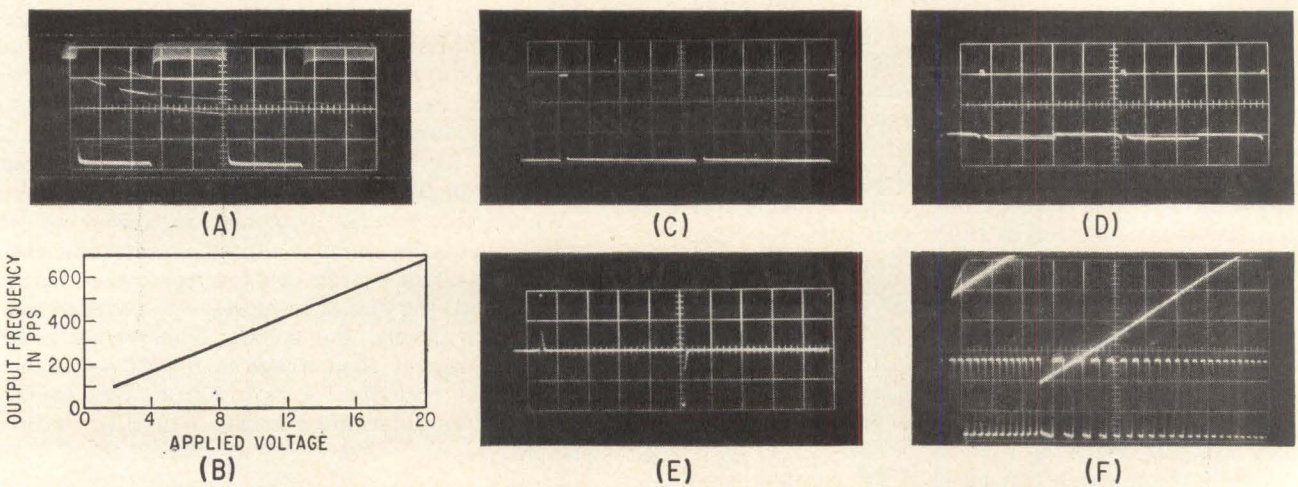 (A)
(C)
(D)
OUTPUT FREQUENCY
IN PPS
600
400
200
0
0 4 8 12 16 20
APPLIED VOLTAGE
(B)
(E)
(F)